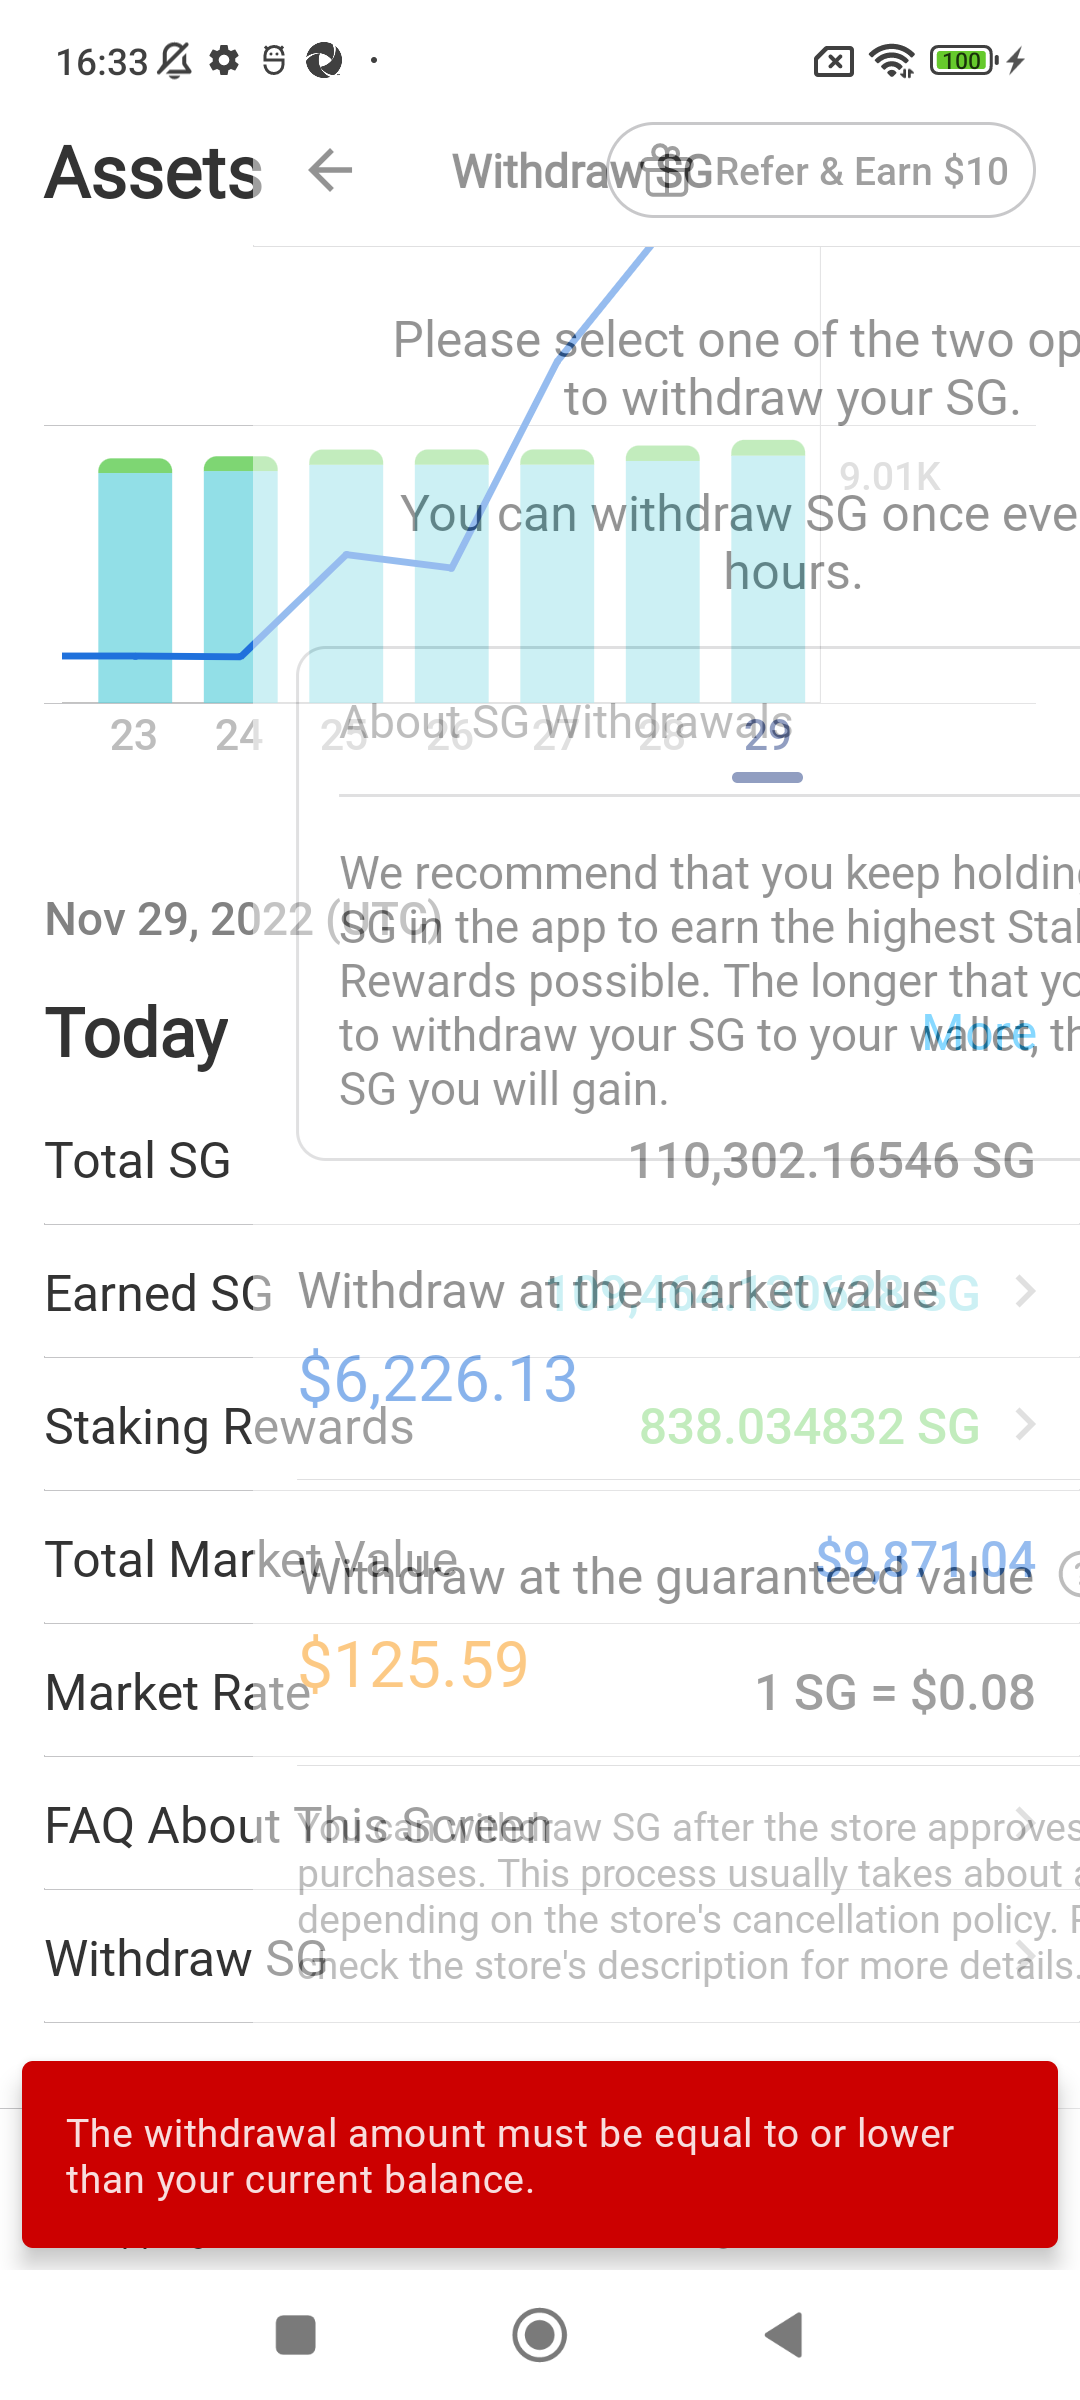 16:33
100
Assets
Withdraw SG
Refer & Earn $10
Please select one of the two op
to withdraw your SG.
9.01K
You can withdraw SG once eve
hours.
23 24 25 26 27 28 29
About SG Withdrawals
We recommend that you keep holding
Nov 29, 2022 (UTC)
SG in the app to earn the highest Stak
Rewards possible. The longer that yo
Today
to withdraw your SG to your wallet, th
More
SG you will gain.
Total SG
110,302.16546 SG
Earned SG
Withdraw at the market value
$6,226.13
Staking Rewards
838.034832 SG
Total Market Value
$9,871.04
Withdraw at the guaranteed value
$125.59
Market Rate
1 SG = $0.08
FAQ About This Screen
You can withdraw SG after the store approves
purchases. This process usually takes about a
depending on the store's cancellation policy. P
Withdraw SG
check the store's description for more details.
The withdrawal amount must be equal to or lower
than your current balance.